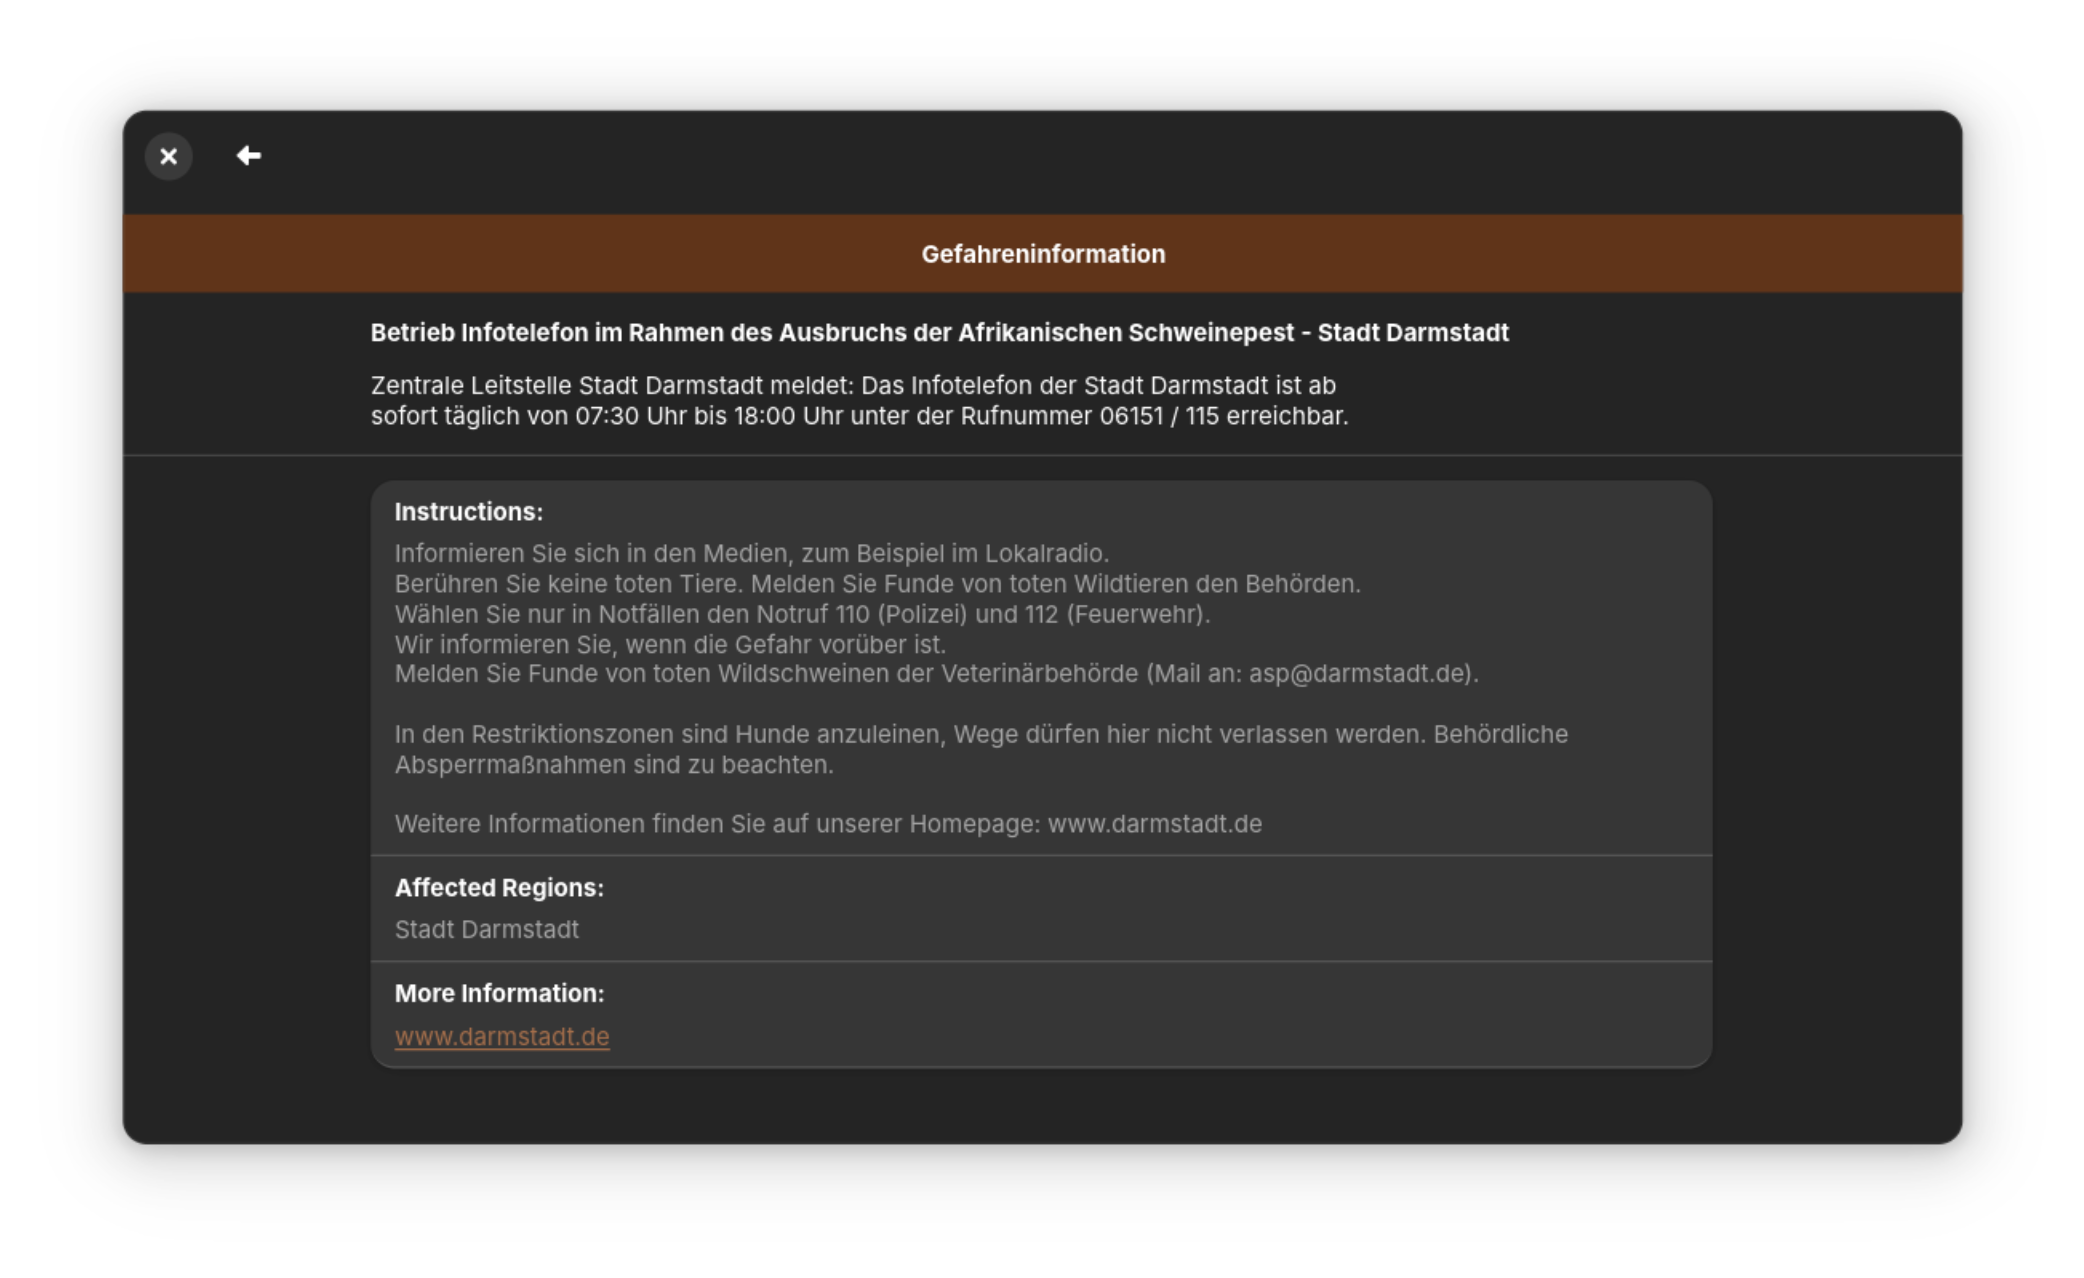 Gefahreninformation
Betrieb Infotelefon im Rahmen des Ausbruchs der Afrikanischen Schweinepest - Stadt Darmstadt
Zentrale Leitstelle Stadt Darmstadt meldet: Das Infotelefon der Stadt Darmstadt ist ab
sofort täglich von 07:30 Uhr bis 18:00 Uhr unter der Rufnummer 06151 / 115 erreichbar.
Instructions:
Informieren Sie sich in den Medien, zum Beispiel im Lokalradio.
Berühren Sie keine toten Tiere. Melden Sie Funde von toten Wildtieren den Behörden.
Wählen Sie nur in Notfällen den Notruf 110 (Polizei) und 112 (Feuerwehr).
Wir informieren Sie, wenn die Gefahr vorüber ist.
Melden Sie Funde von toten Wildschweinen der Veterinärbehörde (Mail an: asp@darmstadt.de).
In den Restriktionszonen sind Hunde anzuleinen, Wege dürfen hier nicht verlassen werden. Behördliche
Absperrmaßnahmen sind zu beachten.
Weitere Informationen finden Sie auf unserer Homepage: www.darmstadt.de
Affected Regions:
Stadt Darmstadt
More Information:
www.darmstadt.de